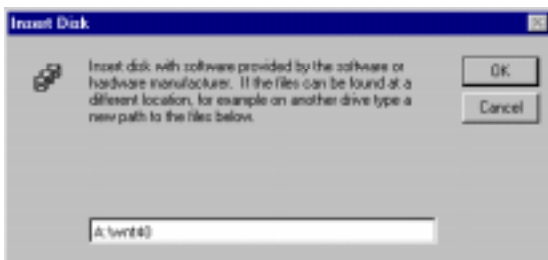 Insert Disk
Insert disk with software provided by the software or
hardware manufacturer. If the files can be found at a
different location, for example on another drive type a
new path to the files below.
OK
Cancel
A:\wnt40